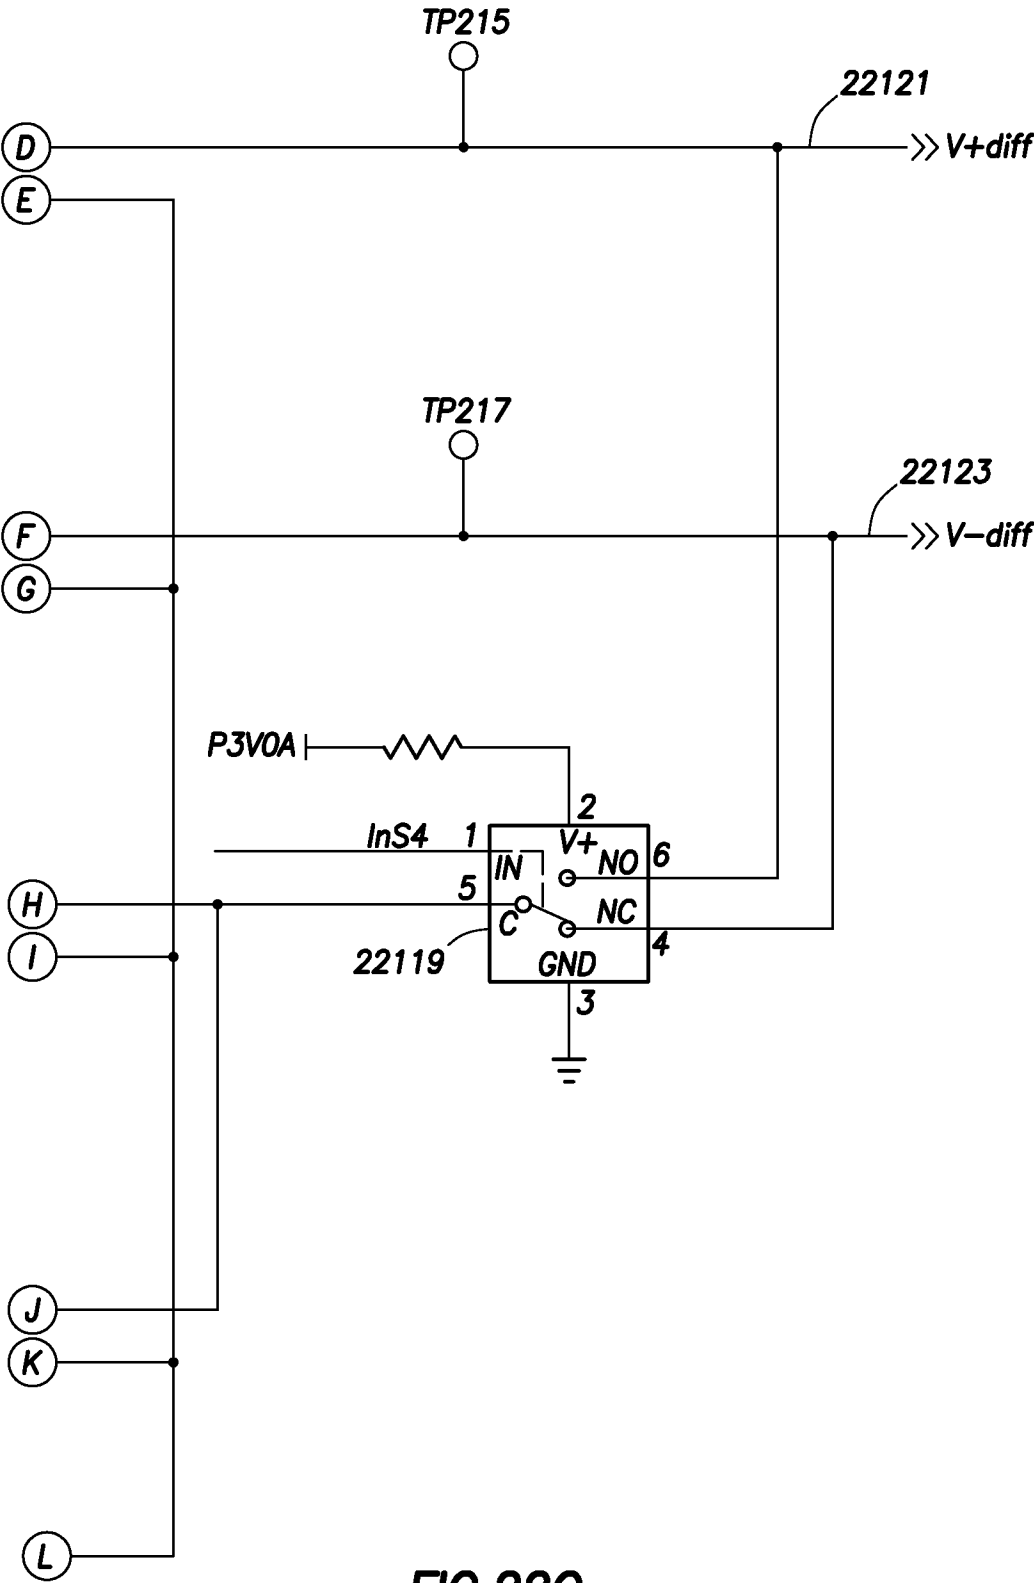 TP215
22121
D
V+diff
E
TP217
22123
F
V-diff
G
P3V0A
2
InS4 1
V+
IN
NO 6
5
H
C
NC
4
I
22119
GND
3
J
K
L